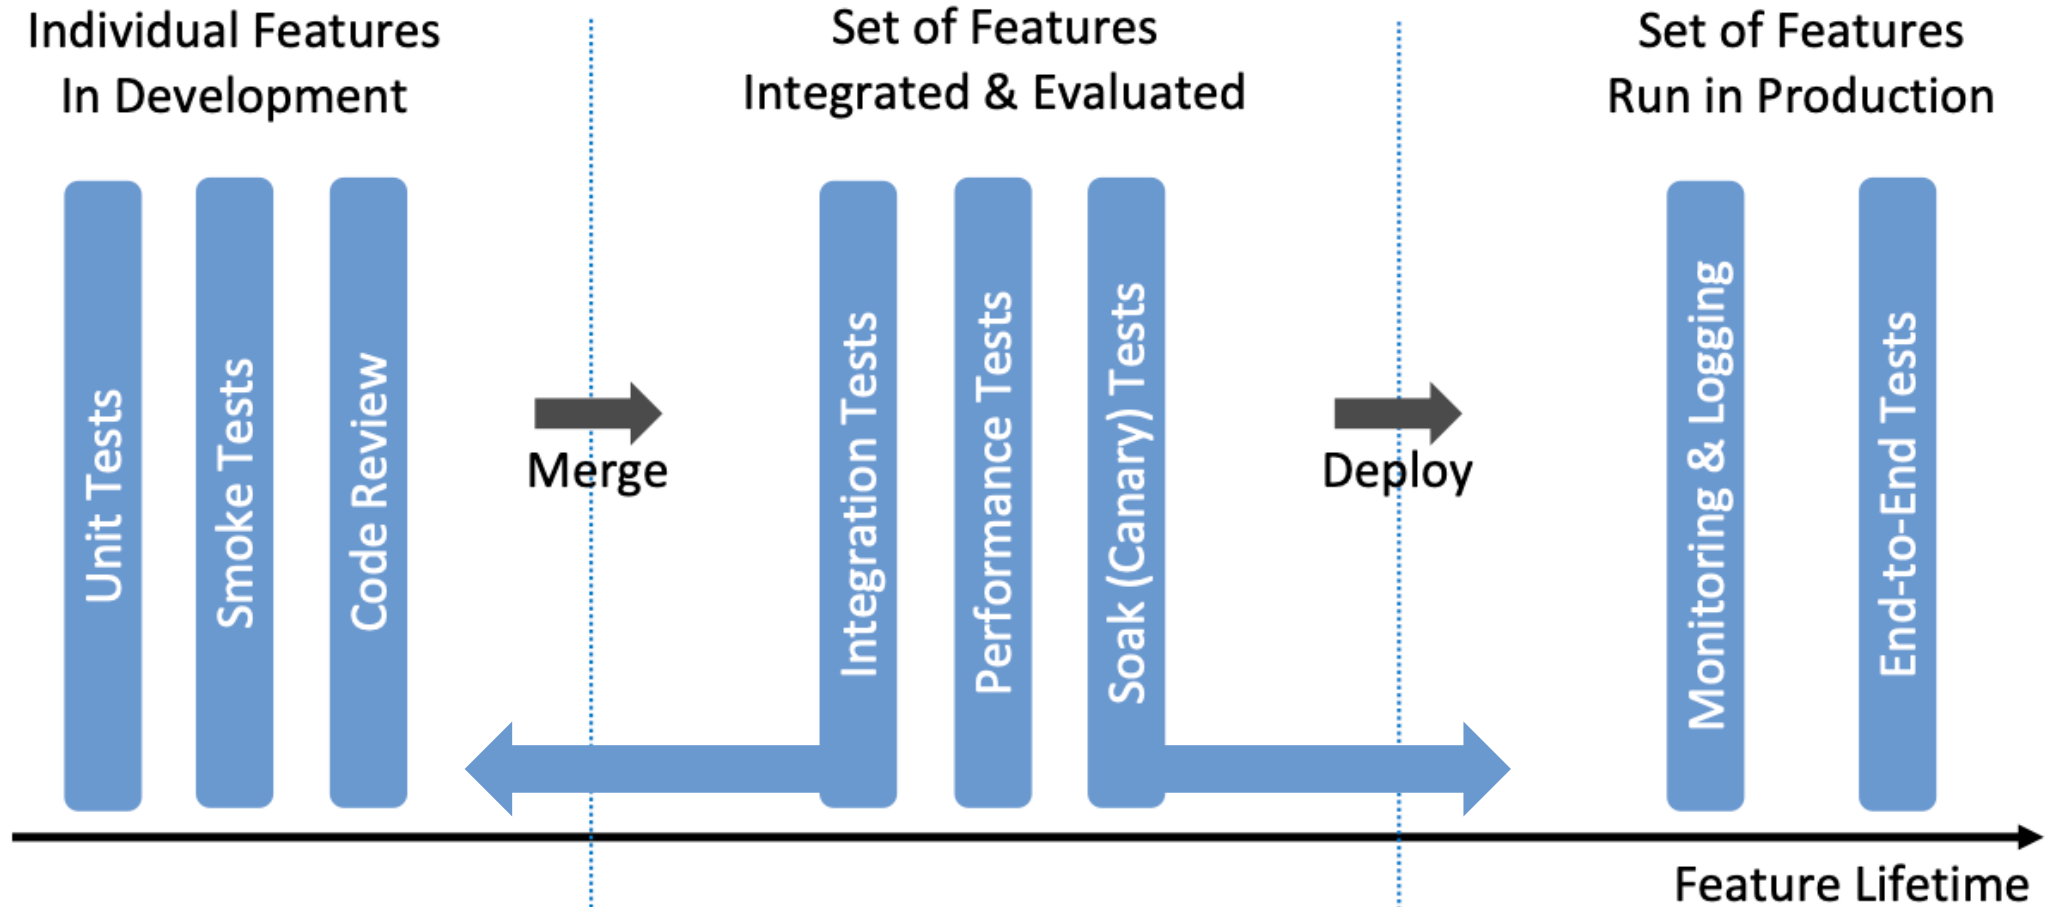 Individual Features
In Development
Set of Features
Integrated & Evaluated
Set of Features
Run in Production
Unit Tests
Smoke Tests
Code Review
Merge
Integration Tests
Performance Tests
Soak (Canary) Tests
Deploy
Monitoring & Logging
End-to-End Tests
Feature Lifetime